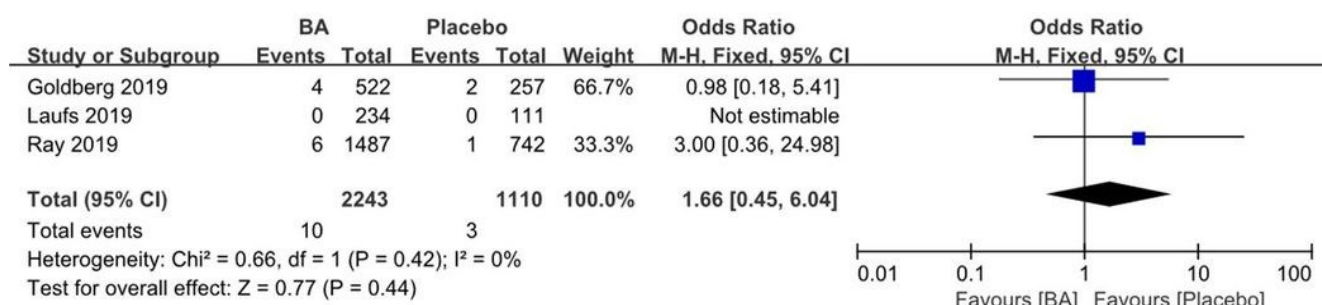 BA Placebo Odds Ratio Odds Ratio
Study or Subgroup Events Total Events Total Weight M-H, Fixed, 95% CI M-H, Fixed, 95% CI
Goldberg 2019 4 522 2 257 66.7% 0.98 [0.18, 5.41]
Laufs 2019 0 234 0 111 Not estimable
Ray 2019 6 1487 1 742 33.3% 3.00 [0.36, 24.98]
Total (95% CI) 2243 1110 100.0% 1.66 [0.45, 6.04]
Total events 10 3
Heterogeneity: Chi² = 0.66, df = 1 (P = 0.42); I² = 0%
Test for overall effect: Z = 0.77 (P = 0.44)
0.01 0.1 1 10 100
Favours [BA] Favours [Placebo]